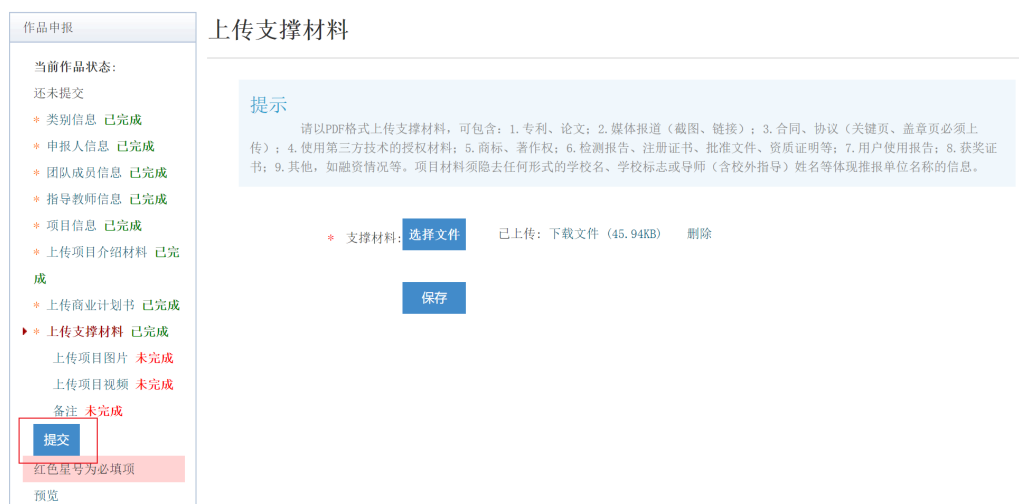 作品申报
当前作品状态:
还未提交
* 类别信息 已完成
* 申报人信息 已完成
* 团队成员信息 已完成
* 指导教师信息 已完成
* 项目信息 已完成
* 上传项目介绍材料 已完
成
* 上传商业计划书 已完成
* 上传支撑材料 已完成
上传项目图片 未完成
上传项目视频 未完成
备注 未完成
提交
红色星号为必填项
预览
上传支撑材料
提示
请以PDF格式上传支撑材料, 可包含: 1.专利、论文; 2.媒体报道 (截图、链接); 3.合同、协议 (关键页、盖章页必须上
传); 4.使用第三方技术的授权材料; 5.商标、著作权; 6.检测报告、注册证书、批准文件、资质证明等; 7.用户使用报告; 8.获奖证
书; 9.其他, 如融资情况等。项目材料须隐去任何形式的学校名、学校标志或导师 (含校外指导) 姓名等体现推报单位名称的信息。
* 支撑材料: 选择文件 已上传: 下载文件 (45.94KB) 删除
保存